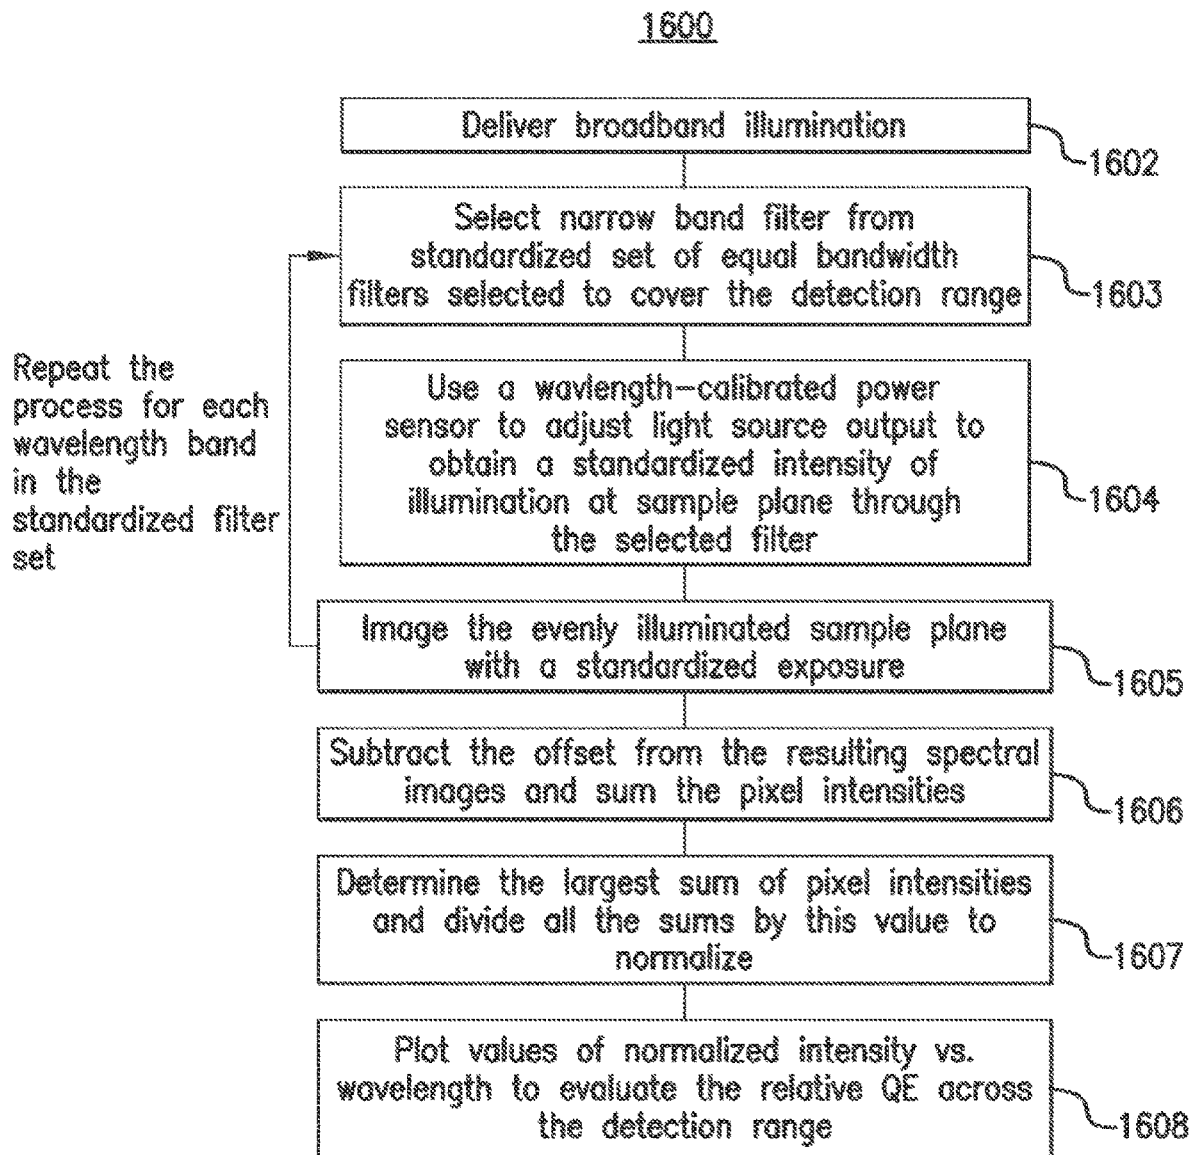 1600
Deliver broadband illumination
1602
Select narrow band filter from
standardized set of equal bandwidth
filters selected to cover the detection range
1603
Repeat the
process for each
wavelength band
in the
standardized filter
set
Use a wavlength-calibrated power
sensor to adjust light source output to
obtain a standardized intensity of
illumination at sample plane through
the selected filter
1604
Image the evenly illuminated sample plane
with a standardized exposure
1605
Subtract the offset from the resulting spectral
images and sum the pixel intensities
1606
Determine the largest sum of pixel intensities
and divide all the sums by this value to
normalize
1607
Plot values of normalized intensity vs.
wavelength to evaluate the relative QE across
the detection range
1608